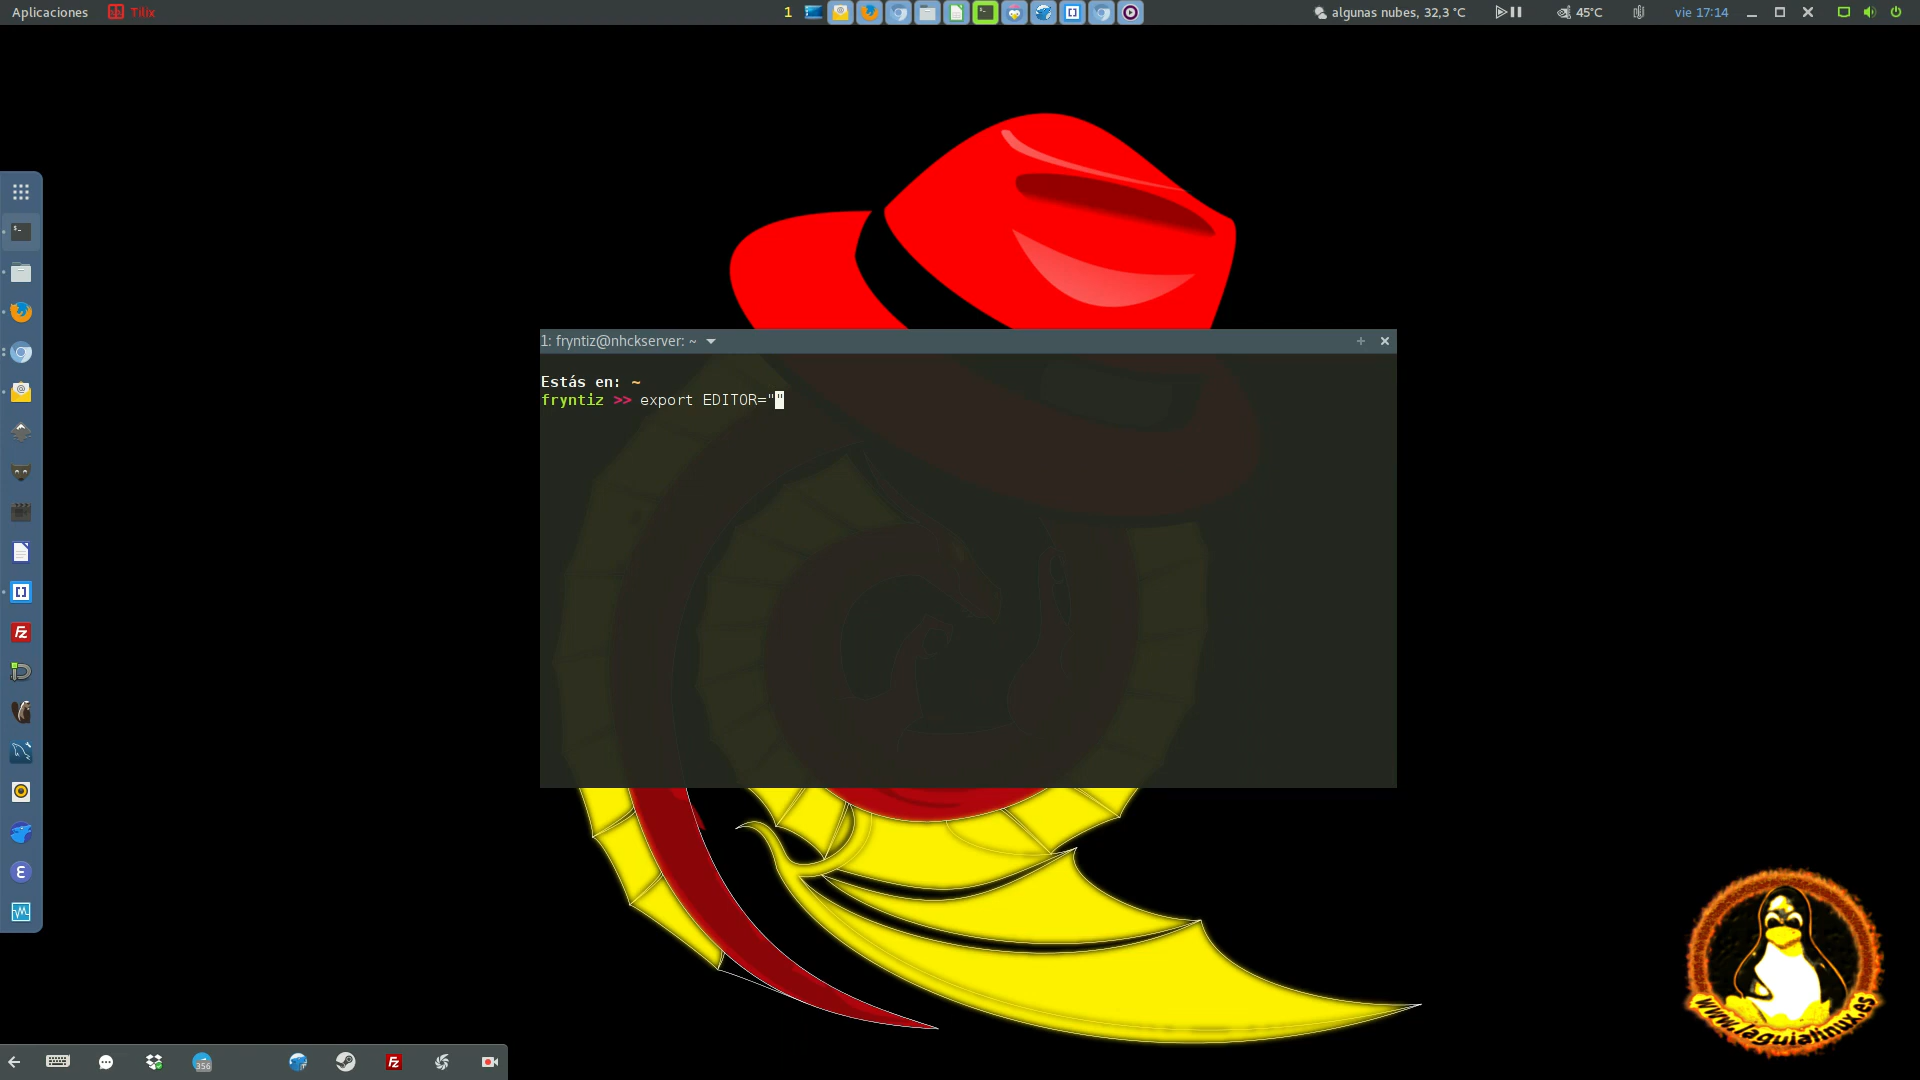 Aplicaciones Tilix 1 algunas nubes, 32,3 °C 45°C vie 17:14
1: fryntiz@nhckserver: ~
Estás en: ~
fryntiz >> export EDITOR=""
356
www.laguialinux.es